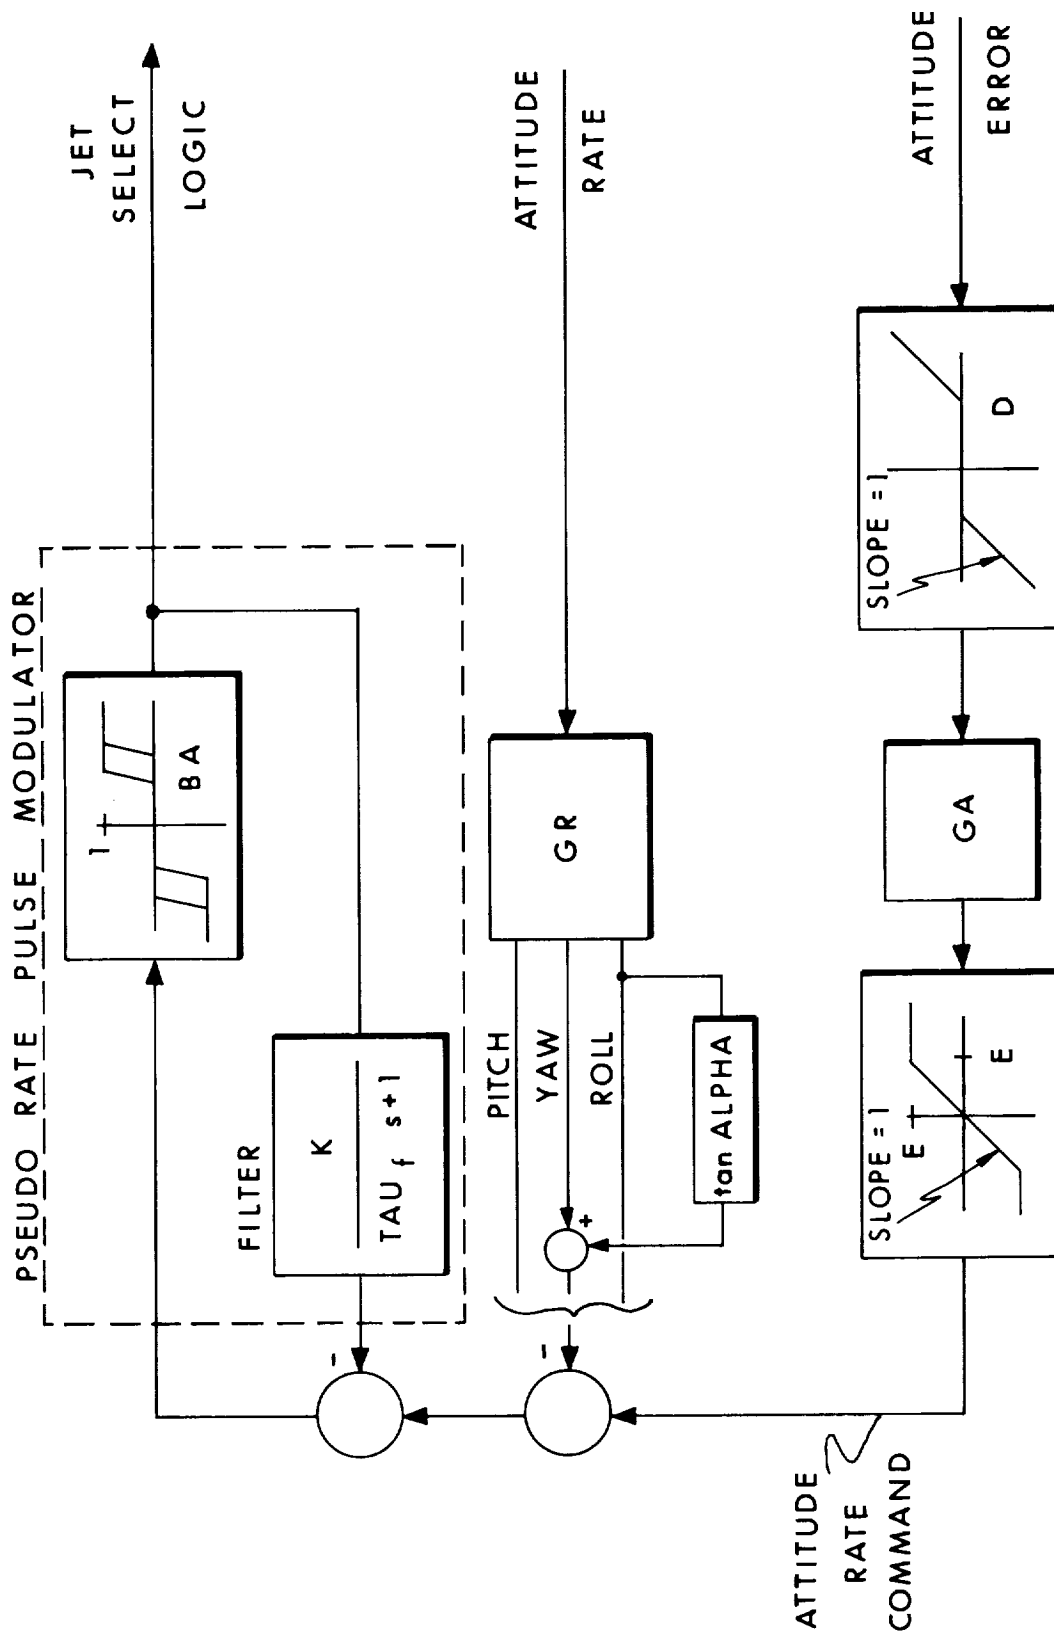 PSEUDO RATE PULSE MODULATOR
JET
SELECT
LOGIC
1
BA
FILTER
K
TAUf s+1
-
ATTITUDE
RATE
GR
PITCH
YAW
ROLL
+
-
tan ALPHA
ATTITUDE
ERROR
SLOPE = 1
D
GA
SLOPE = 1
E
E
ATTITUDE
RATE
COMMAND